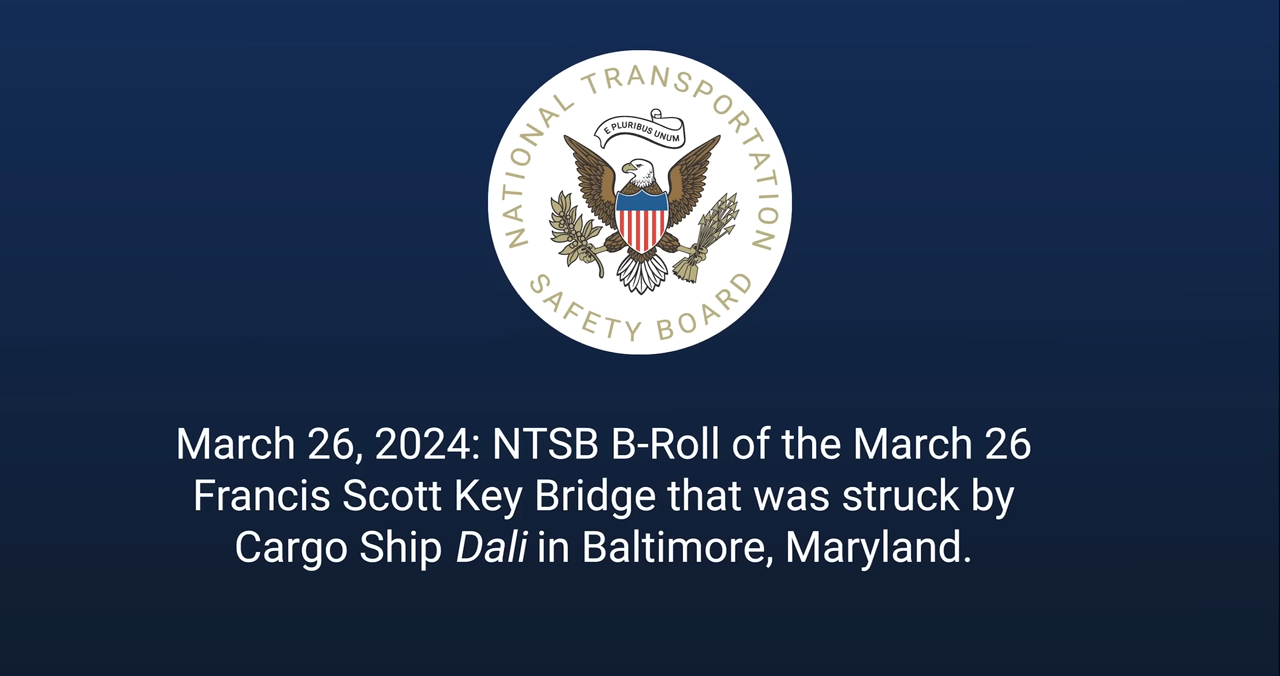 NATIONAL TRANSPORTATION
E PLURIBUS UNUM
SAFETY BOARD
March 26, 2024: NTSB B-Roll of the March 26
Francis Scott Key Bridge that was struck by
Cargo Ship Dali in Baltimore, Maryland.